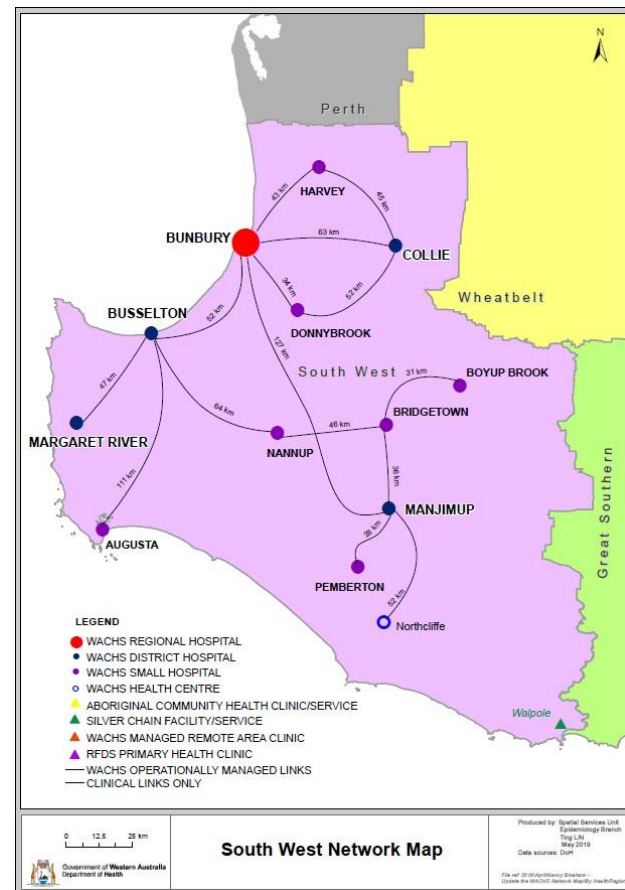 N
Perth
43 km
HARVEY
45 km
BUNBURY
63 km
COLLIE
34 km
52 km
Wheatbelt
BUSSELTON
52 km
DONNYBROOK
127 km
South West
31 km
BOYUP BROOK
47 km
64 km
BRIDGETOWN
46 km
MARGARET RIVER
NANNUP
36 km
111 km
MANJIMUP
Great Southern
AUGUSTA
PEMBERTON
52 km
Northcliffe
LEGEND
WACHS REGIONAL HOSPITAL
WACHS DISTRICT HOSPITAL
WACHS SMALL HOSPITAL
WACHS HEALTH CENTRE
ABORIGINAL COMMUNITY HEALTH CLINIC/SERVICE
SILVER CHAIN FACILITY/SERVICE
WACHS MANAGED REMOTE AREA CLINIC
RFDS PRIMARY HEALTH CLINIC
WACHS OPERATIONALLY MANAGED LINKS
CLINICAL LINKS ONLY
Walpole
0 12.5 25 km
Government of Western Australia
Department of Health
South West Network Map
Produced by: Spatial Services Unit
Epidemiology Branch
Ting LIN
May 2019
Data sources: DoH